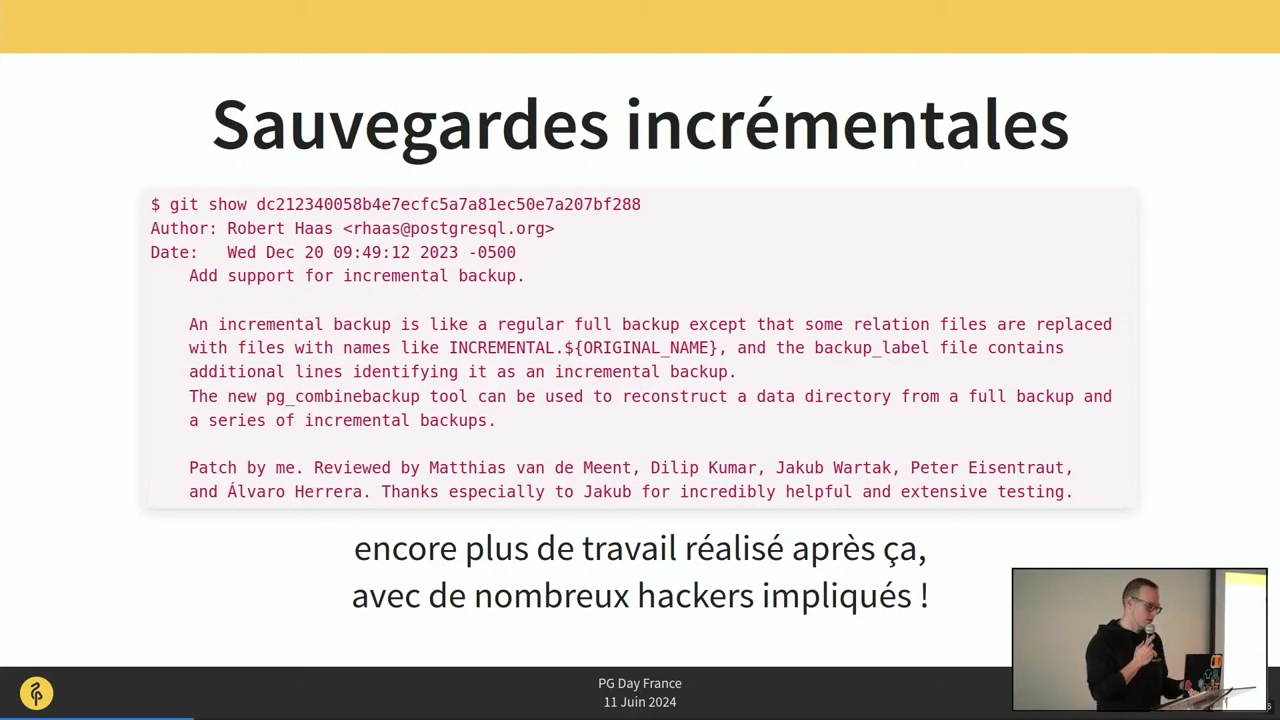 Sauvegardes incrémentales
$ git show dc212340058b4e7ecfc5a7a81ec50e7a207bf288
Author: Robert Haas <rhaas@postgresql.org>
Date:   Wed Dec 20 09:49:12 2023 -0500
Add support for incremental backup.
An incremental backup is like a regular full backup except that some relation files are replaced
with files with names like INCREMENTAL.${ORIGINAL_NAME}, and the backup_label file contains
additional lines identifying it as an incremental backup.
The new pg_combinebackup tool can be used to reconstruct a data directory from a full backup and
a series of incremental backups.
Patch by me. Reviewed by Matthias van de Meent, Dilip Kumar, Jakub Wartak, Peter Eisentraut,
and Álvaro Herrera. Thanks especially to Jakub for incredibly helpful and extensive testing.
encore plus de travail réalisé après ça,
avec de nombreux hackers impliqués !
PG Day France
11 Juin 2024